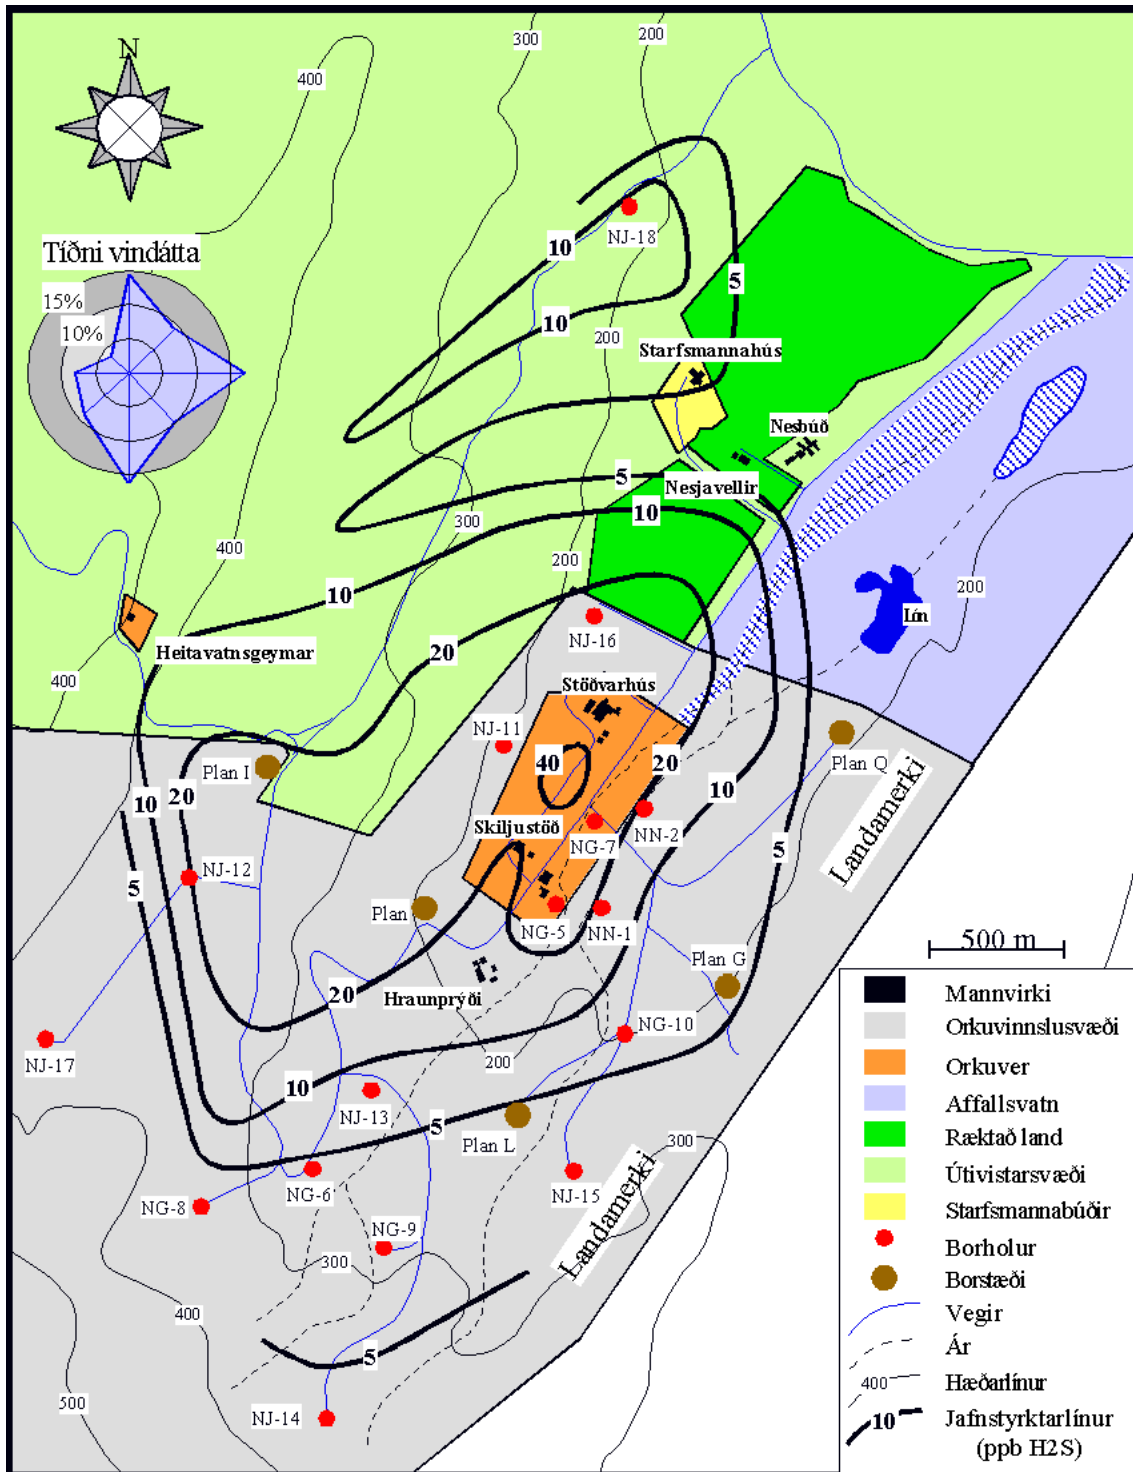 N
300
200
400
Tíðni vindátta
15%
10%
NJ-18
10
5
10
200
Starfsmannahús
Nesbúð
5
Nesjavellir
10
300
400
200
200
10
Lón
NJ-16
20
Heitavatnsgeymar
400
Stöðvarhús
NJ-11
Plan I
40
20
Plan Q
20
10
10
Skiljustöð
NG-7
NN-2
5
Landamerki
NJ-12
5
Plan
NG-5
NN-1
500 m
Plan G
20
Hraunprýði
NG-10
200
NJ-17
10
NJ-13
5
Plan L
300
NG-6
NJ-15
NG-8
Landamerki
NG-9
300
400
5
500
NJ-14
Mannvirki
Orkuvinnslusvæði
Orkuver
Affallsvatn
Ræktað land
Útivistarsvæði
Starfsmannabúðir
Borholur
Borstæði
Vegir
Ár
400
Hæðarlínur
10
Jafnstyrktarlínur
(ppb H2S)